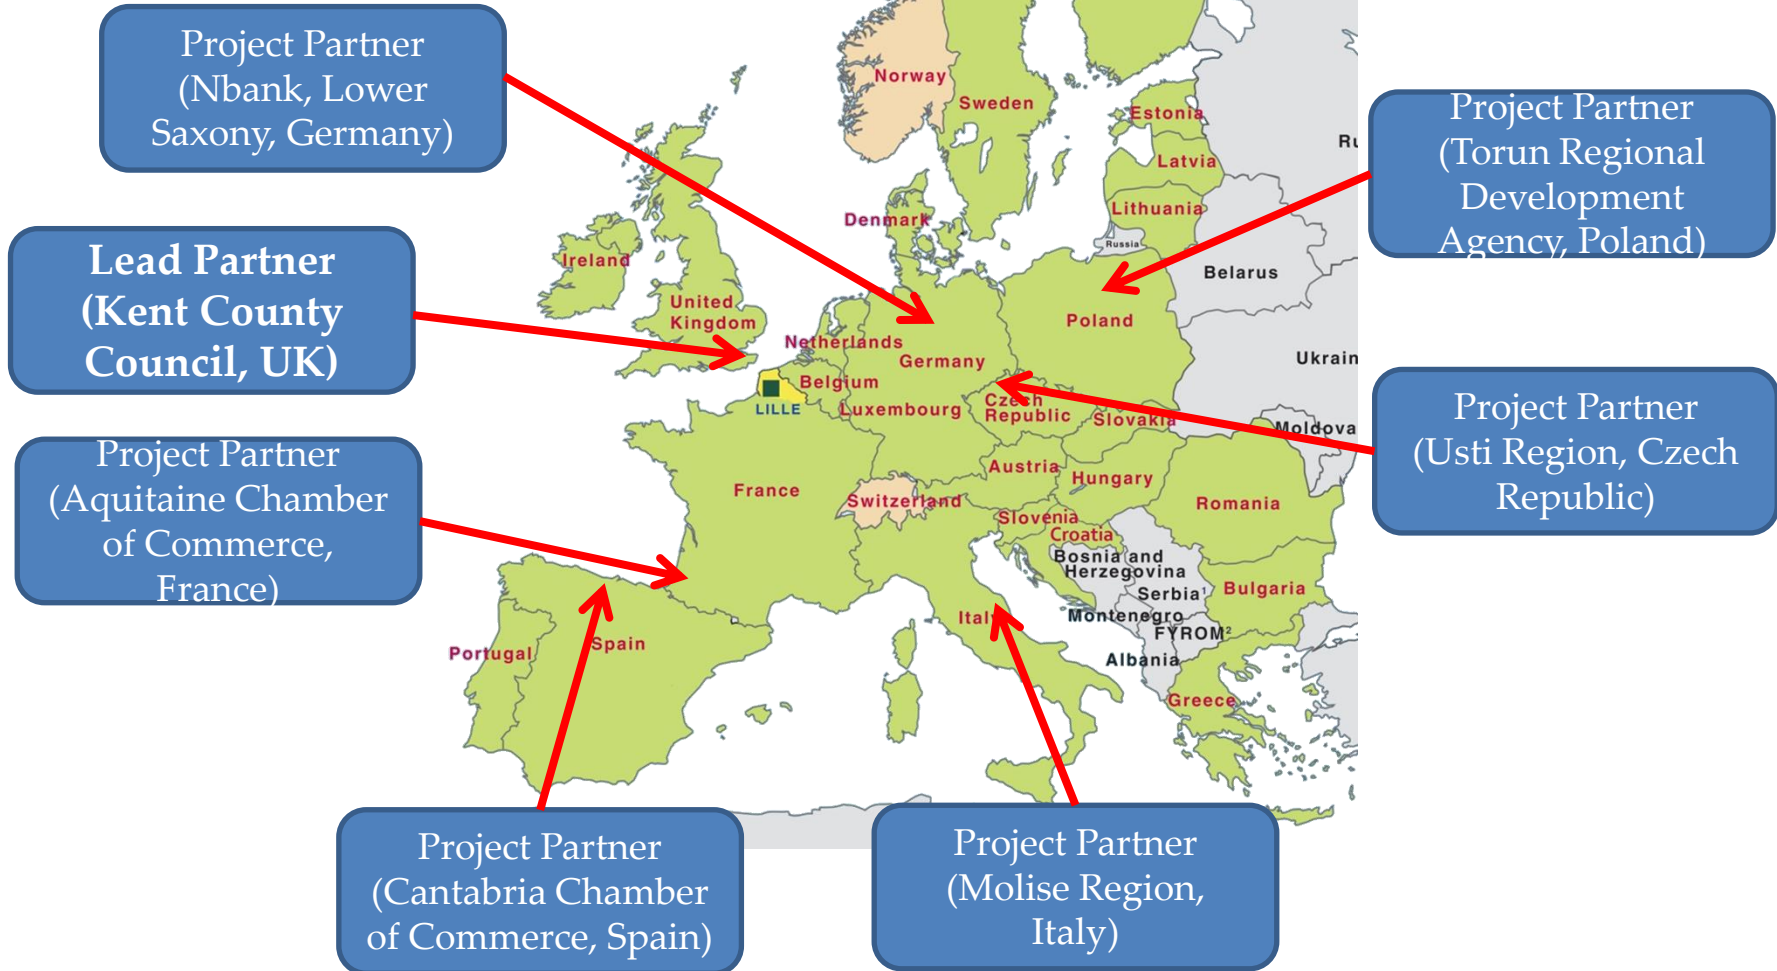 Project Partner
(Nbank, Lower
Saxony, Germany)
Lead Partner
(Kent County
Council, UK)
Project Partner
(Aquitaine Chamber
of Commerce,
France)
Project Partner
(Cantabria Chamber
of Commerce, Spain)
Project Partner
(Molise Region,
Italy)
Project Partner
(Torun Regional
Development
Agency, Poland)
Project Partner
(Usti Region, Czech
Republic)
Norway
Sweden
Estonia
Ru
Latvia
Lithuania
Denmark
Russia
Ireland
Belarus
United
Kingdom
Poland
Netherlands
Germany
Ukrain
Belgium
LILLE
Luxembourg
Czech
Republic
Slovakia
Moldova
Austria
Hungary
France
Switzerland
Romania
Slovenia
Croatia
Bosnia and
Herzegovina
Serbia¹
Bulgaria
Montenegro
Italy
FYROM²
Spain
Portugal
Albania
Greece